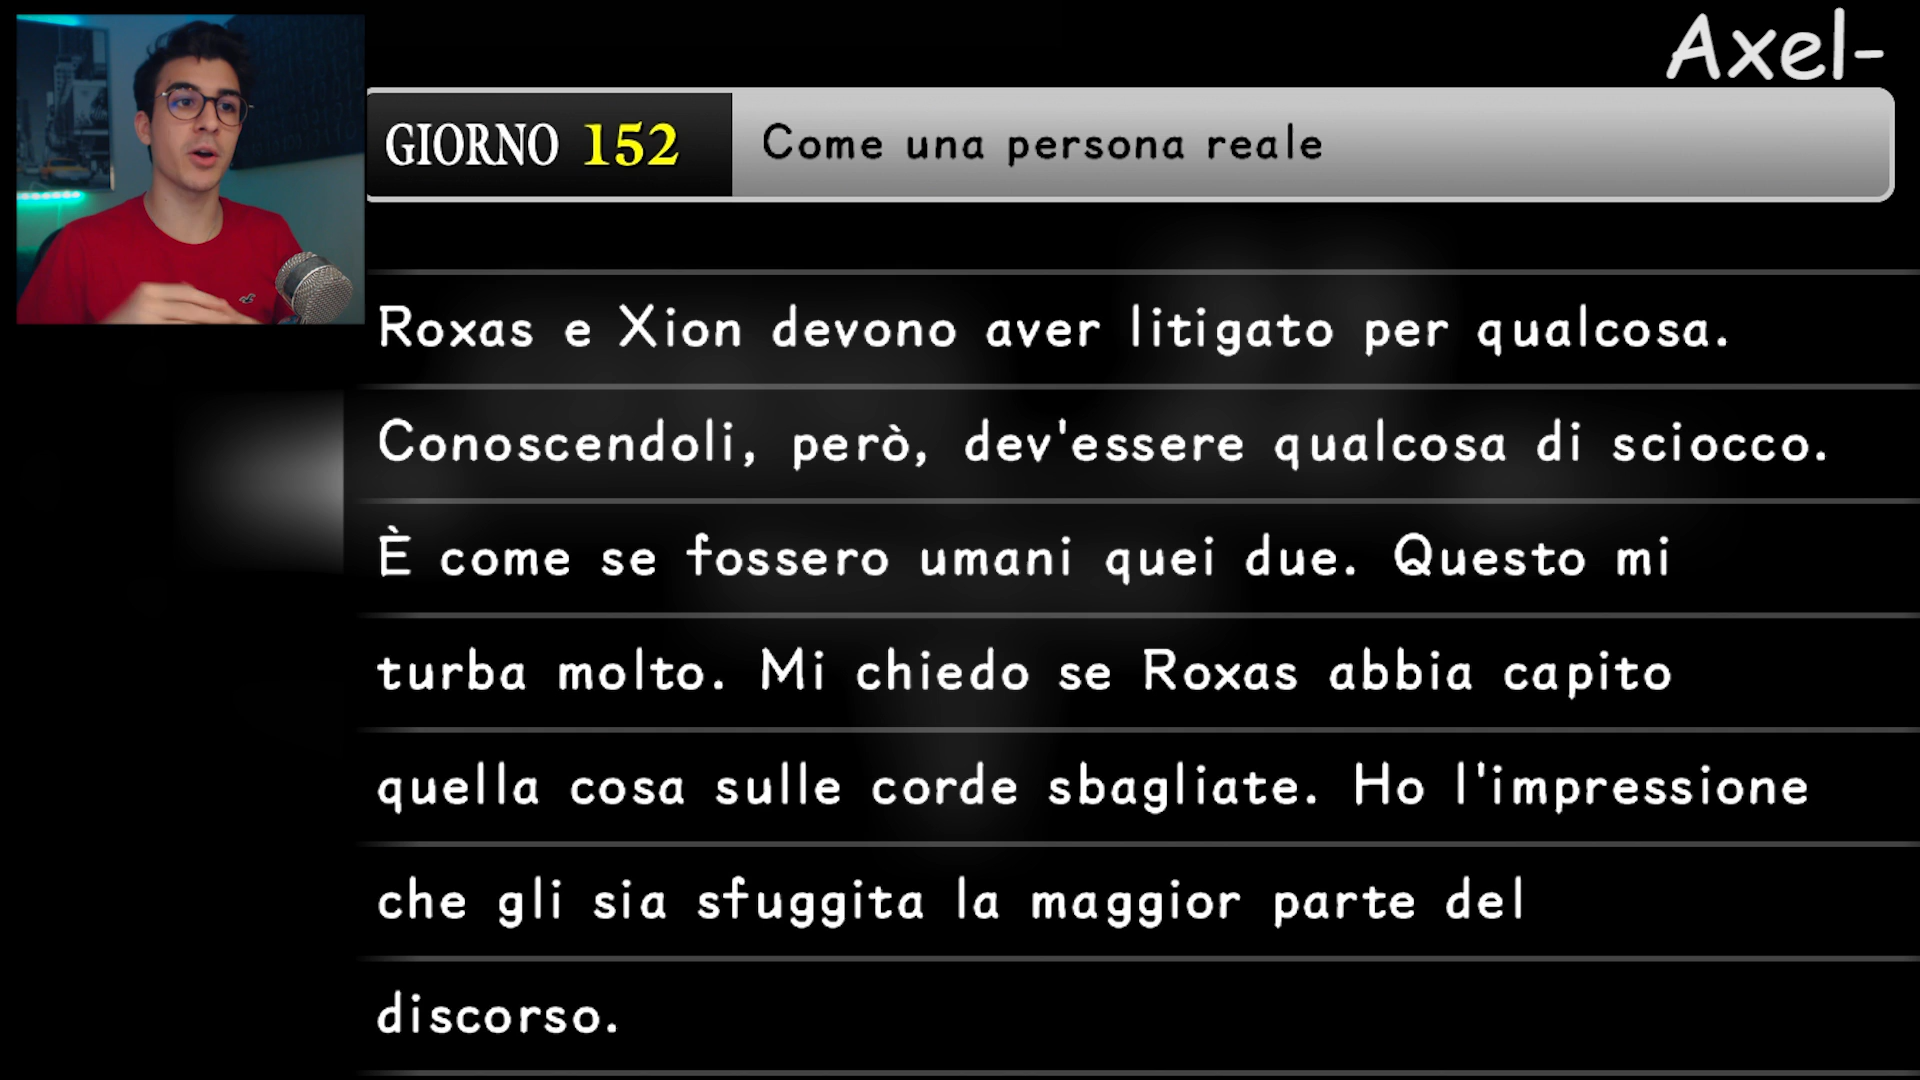 Axel-
GIORNO 152 Come una persona reale
Roxas e Xion devono aver litigato per qualcosa.
Conoscendoli, però, dev'essere qualcosa di sciocco.
È come se fossero umani quei due. Questo mi
turba molto. Mi chiedo se Roxas abbia capito
quella cosa sulle corde sbagliate. Ho l'impressione
che gli sia sfuggita la maggior parte del
discorso.